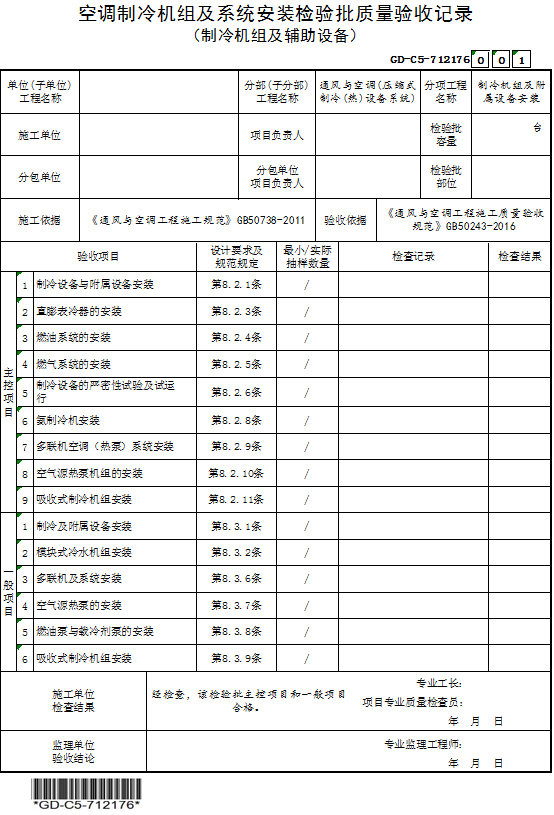 空调制冷机组及系统安装检验批质量验收记录
(制冷机组及辅助设备)
GD-C5-712176 0 0 1
单位(子单位)
工程名称
分部(子分部)
工程名称
通风与空调(压缩式
制冷(热)设备系统)
分项工程
名称
制冷机组及附
属设备安装
施工单位
项目负责人
检验批
容量
台
分包单位
分包单位
项目负责人
检验批
部位
施工依据
《通风与空调工程施工规范》GB50738-2011
验收依据
《通风与空调工程施工质量验收
规范》GB50243-2016
验收项目
设计要求及
规范规定
最小/实际
抽样数量
检查记录
检查结果
主控项目
1 制冷设备与附属设备安装 第8.2.1条 /
2 直膨表冷器的安装 第8.2.3条 /
3 燃油系统的安装 第8.2.4条 /
4 燃气系统的安装 第8.2.5条 /
5 制冷设备的严密性试验及试运
行 第8.2.6条 /
6 氨制冷机安装 第8.2.8条 /
7 多联机空调（热泵）系统安装 第8.2.9条 /
8 空气源热泵机组的安装 第8.2.10条 /
9 吸收式制冷机组安装 第8.2.11条 /
一般项目
1 制冷及附属设备安装 第8.3.1条 /
2 模块式冷水机组安装 第8.3.2条 /
3 多联机及系统安装 第8.3.6条 /
4 空气源热泵的安装 第8.3.7条 /
5 燃油泵与载冷剂泵的安装 第8.3.8条 /
6 吸收式制冷机组安装 第8.3.9条 /
施工单位
检查结果
经检查，该检验批主控项目和一般项目
合格。
专业工长：
项目专业质量检查员：
年 月 日
监理单位
验收结论
专业监理工程师：
年 月 日
*GD-C5-712176*